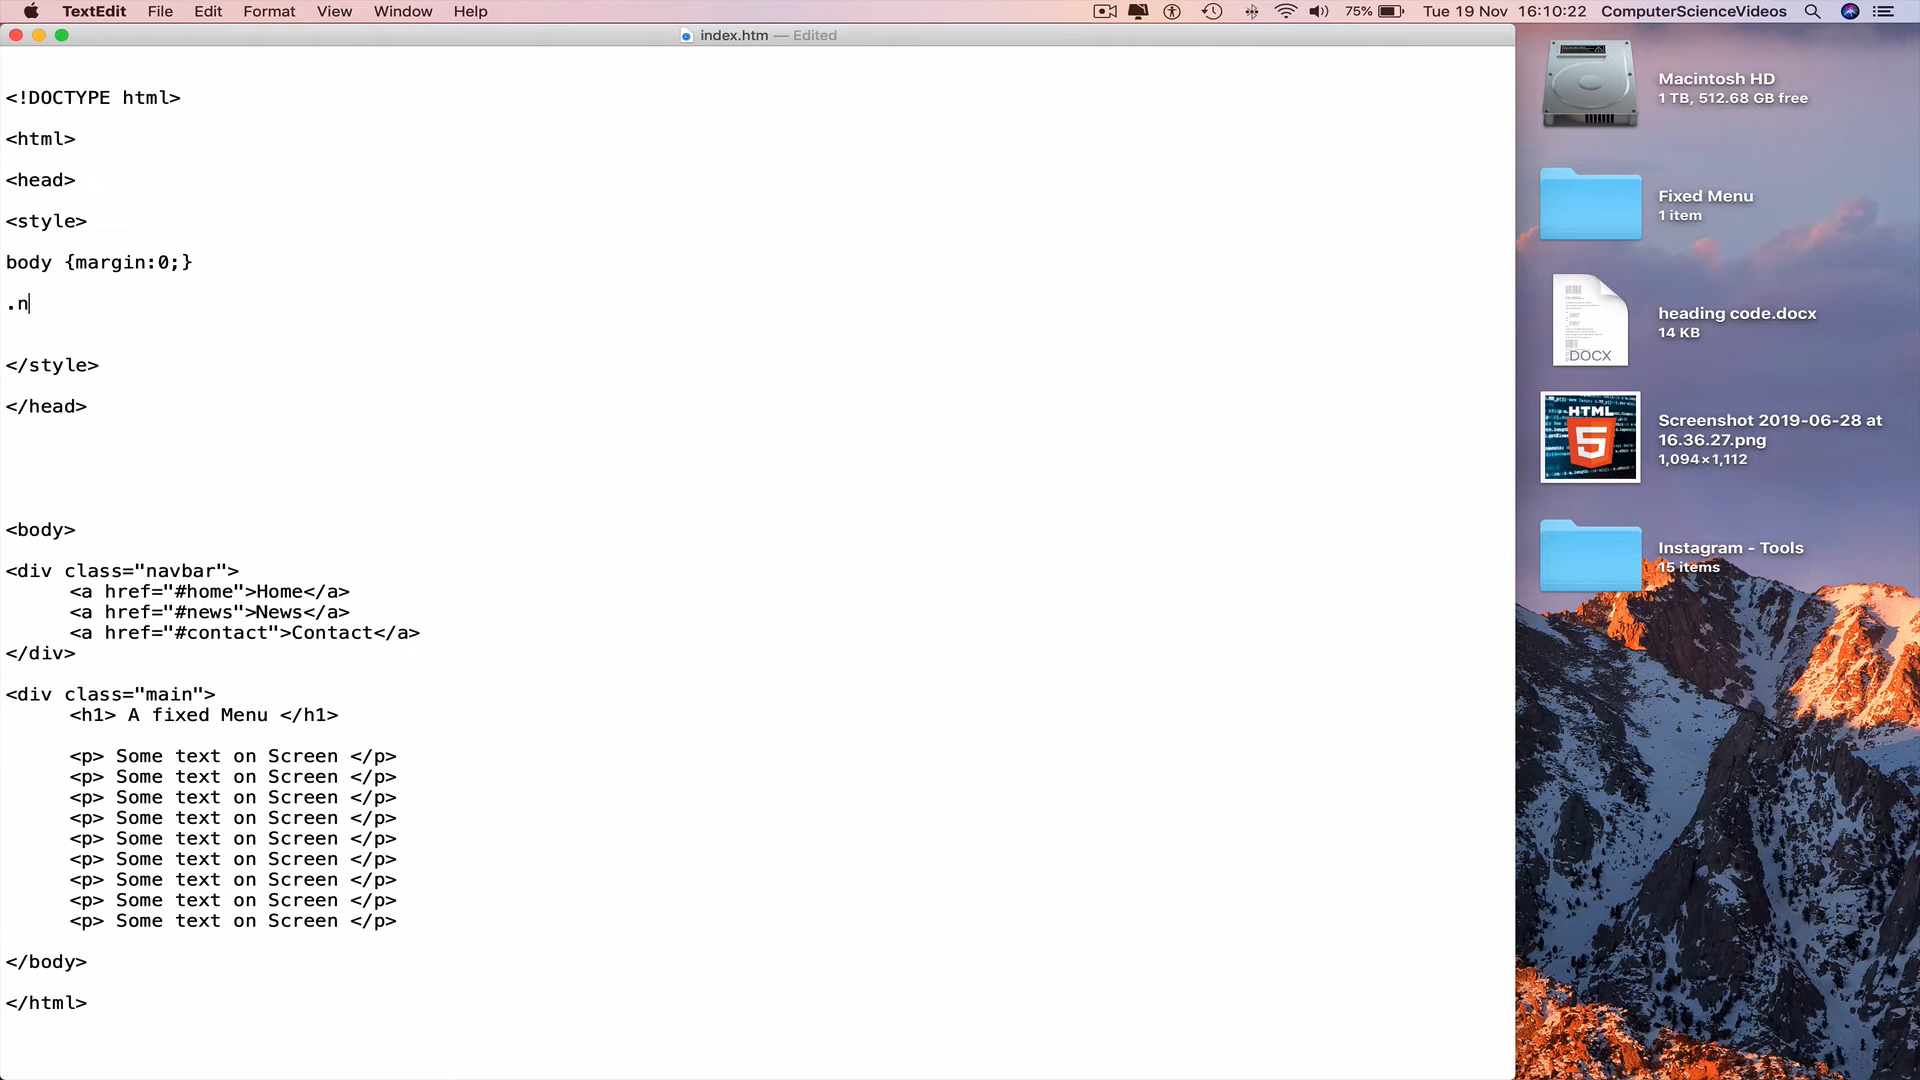 TextEdit File Edit Format View Window Help 75% Tue 19 Nov 16:10:22 ComputerScienceVideos
index.htm — Edited
<!DOCTYPE html>
<html>
<head>
<style>
body {margin:0;}
.n
</style>
</head>
<body>
<div class="navbar">
<a href="#home">Home</a>
<a href="#news">News</a>
<a href="#contact">Contact</a>
</div>
<div class="main">
<h1> A fixed Menu </h1>
<p> Some text on Screen </p>
<p> Some text on Screen </p>
<p> Some text on Screen </p>
<p> Some text on Screen </p>
<p> Some text on Screen </p>
<p> Some text on Screen </p>
<p> Some text on Screen </p>
<p> Some text on Screen </p>
<p> Some text on Screen </p>
</body>
</html>
Macintosh HD
1 TB, 512.68 GB free
Fixed Menu
1 item
DOCX
heading code.docx
14 KB
HTML
5
Screenshot 2019-06-28 at
16.36.27.png
1,094×1,112
Instagram - Tools
15 items